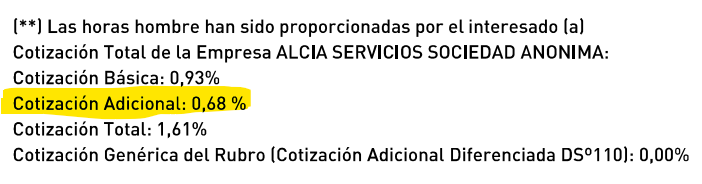 (**) Las horas hombre han sido proporcionadas por el interesado (a)
Cotización Total de la Empresa ALCIA SERVICIOS SOCIEDAD ANONIMA:
Cotización Básica: 0,93%
Cotización Adicional: 0,68 %
Cotización Total: 1,61%
Cotización Genérica del Rubro (Cotización Adicional Diferenciada DSº110): 0,00%